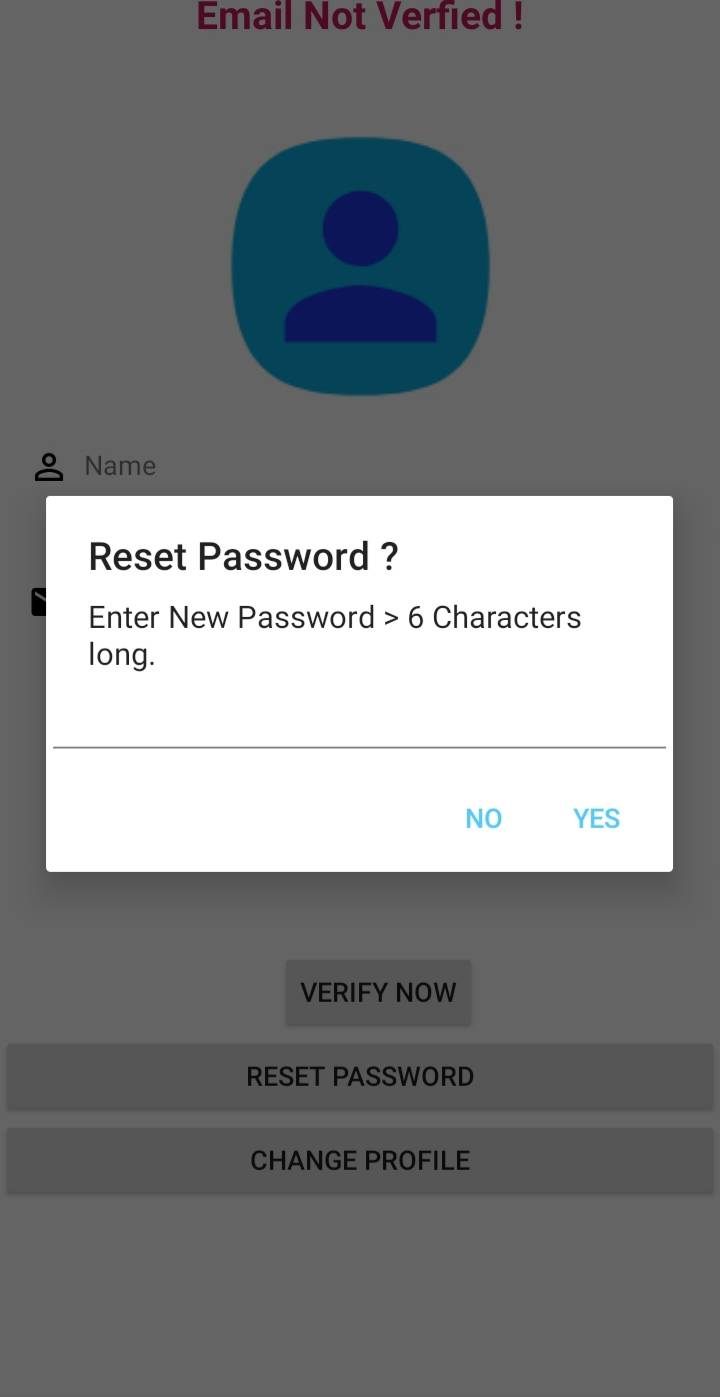 Email Not Verfied !
Name
Reset Password ?
Enter New Password > 6 Characters
long.
NO
YES
VERIFY NOW
RESET PASSWORD
CHANGE PROFILE